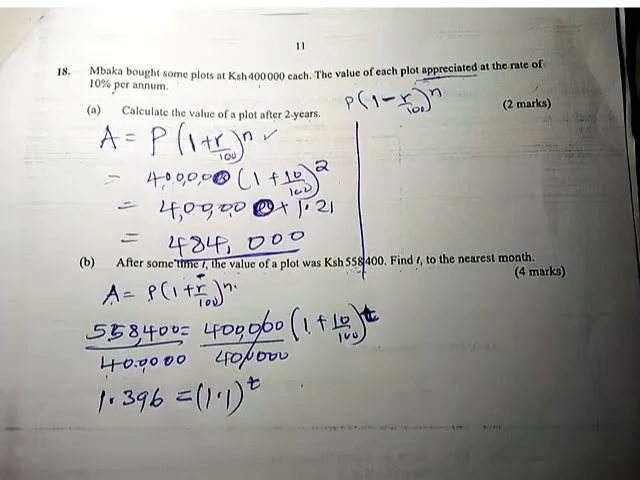 11
18. Mbaka bought some plots at Ksh 400 000 each. The value of each plot appreciated at the rate of
10% per annum.
P(1-r/100)^n
(a) Calculate the value of a plot after 2 years. (2 marks)
A = P(1+r/100)^n ✓
= 400,000(1+10/100)^2
= 400,000 × 1.21
= 484,000
(b) After some time t, the value of a plot was Ksh 558 400. Find t, to the nearest month.
(4 marks)
A = P(1+r/100)^n.
558,400/400000 = 400,000/400000 (1+10/100)^t
1.396 = (1.1)^t